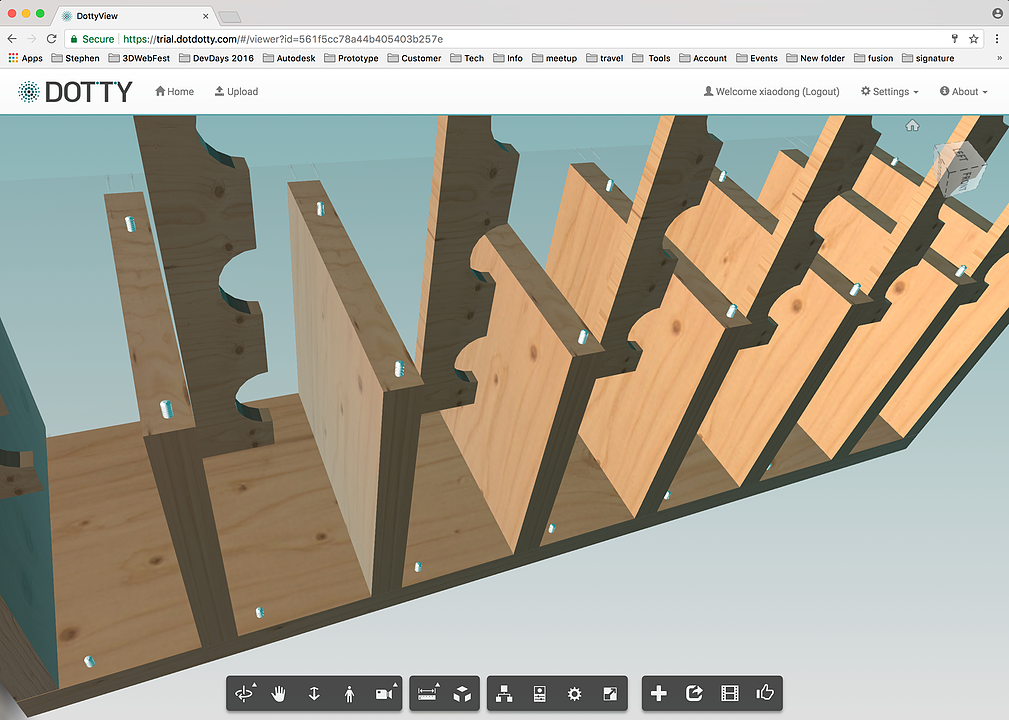 DottyView
Secure https://trial.dotdotty.com/#/viewer?id=561f5cc78a44b405403b257e
Apps Stephen 3DWebFest DevDays 2016 Autodesk Prototype Customer Tech Info meetup travel Tools Account Events New folder fusion signature »
DOTTY Home Upload Welcome xiaodong (Logout) Settings About
LEFT FRONT